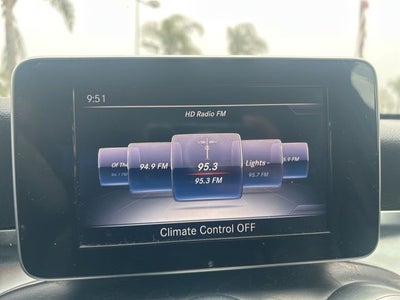 9:51
HD Radio FM
Of The
94.9 FM
95.3
Lights -
95.3 FM
95.7 FM
Climate Control OFF